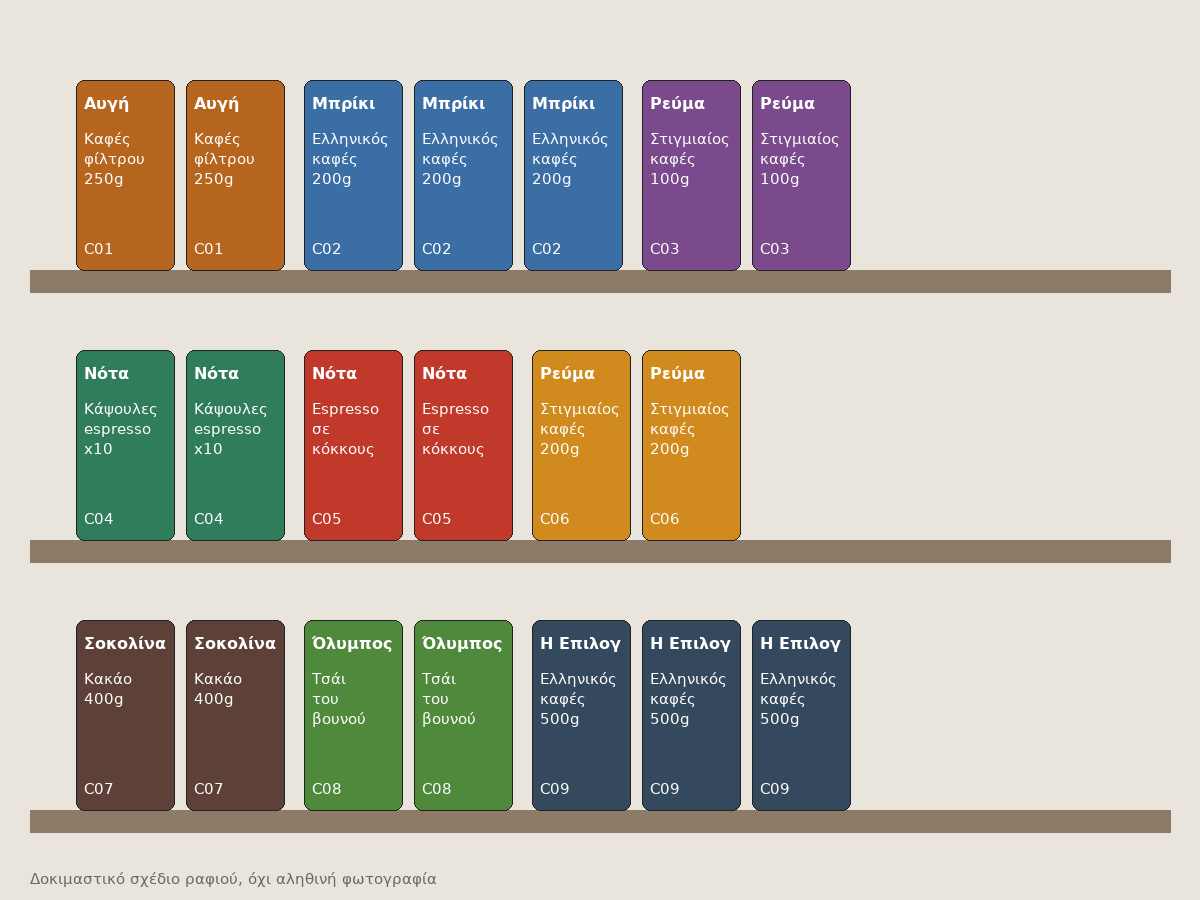 Αυγή
Καφές
φίλτρου
250g
C01
Αυγή
Καφές
φίλτρου
250g
C01
Μπρίκι
Ελληνικός
καφές
200g
C02
Μπρίκι
Ελληνικός
καφές
200g
C02
Μπρίκι
Ελληνικός
καφές
200g
C02
Ρεύμα
Στιγμιαίος
καφές
100g
C03
Ρεύμα
Στιγμιαίος
καφές
100g
C03
Νότα
Κάψουλες
espresso
x10
C04
Νότα
Κάψουλες
espresso
x10
C04
Νότα
Espresso
σε
κόκκους
C05
Νότα
Espresso
σε
κόκκους
C05
Ρεύμα
Στιγμιαίος
καφές
200g
C06
Ρεύμα
Στιγμιαίος
καφές
200g
C06
Σοκολίνα
Κακάο
400g
C07
Σοκολίνα
Κακάο
400g
C07
Όλυμπος
Τσάι
του
βουνού
C08
Όλυμπος
Τσάι
του
βουνού
C08
Η Επιλογ
Ελληνικός
καφές
500g
C09
Η Επιλογ
Ελληνικός
καφές
500g
C09
Η Επιλογ
Ελληνικός
καφές
500g
C09
Δοκιμαστικό σχέδιο ραφιού, όχι αληθινή φωτογραφία